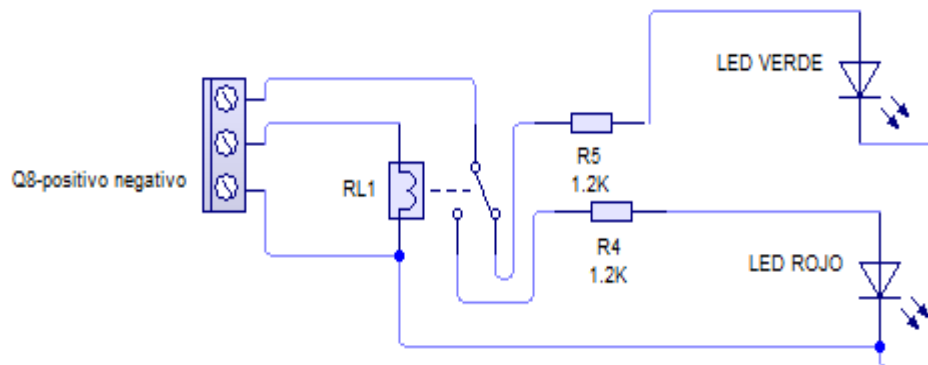 LED VERDE
R5
1.2K
Q8-positivo negativo
RL1
R4
1.2K
LED ROJO